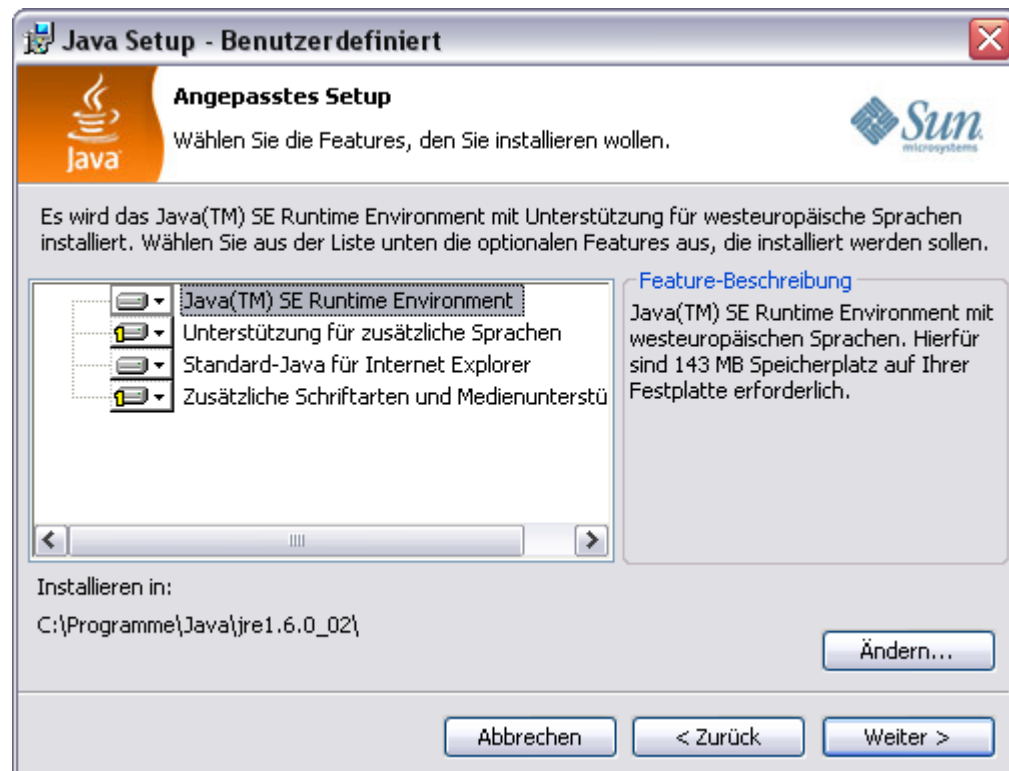 Java Setup - Benutzerdefiniert
Java
Angepasstes Setup
Wählen Sie die Features, den Sie installieren wollen.
Sun
microsystems
Es wird das Java(TM) SE Runtime Environment mit Unterstützung für westeuropäische Sprachen
installiert. Wählen Sie aus der Liste unten die optionalen Features aus, die installiert werden sollen.
Java(TM) SE Runtime Environment
Unterstützung für zusätzliche Sprachen
Standard-Java für Internet Explorer
Zusätzliche Schriftarten und Medienunterstü
Feature-Beschreibung
Java(TM) SE Runtime Environment mit
westeuropäischen Sprachen. Hierfür
sind 143 MB Speicherplatz auf Ihrer
Festplatte erforderlich.
Installieren in:
C:\Programme\Java\jre1.6.0_02\
Ändern...
Abbrechen
< Zurück
Weiter >